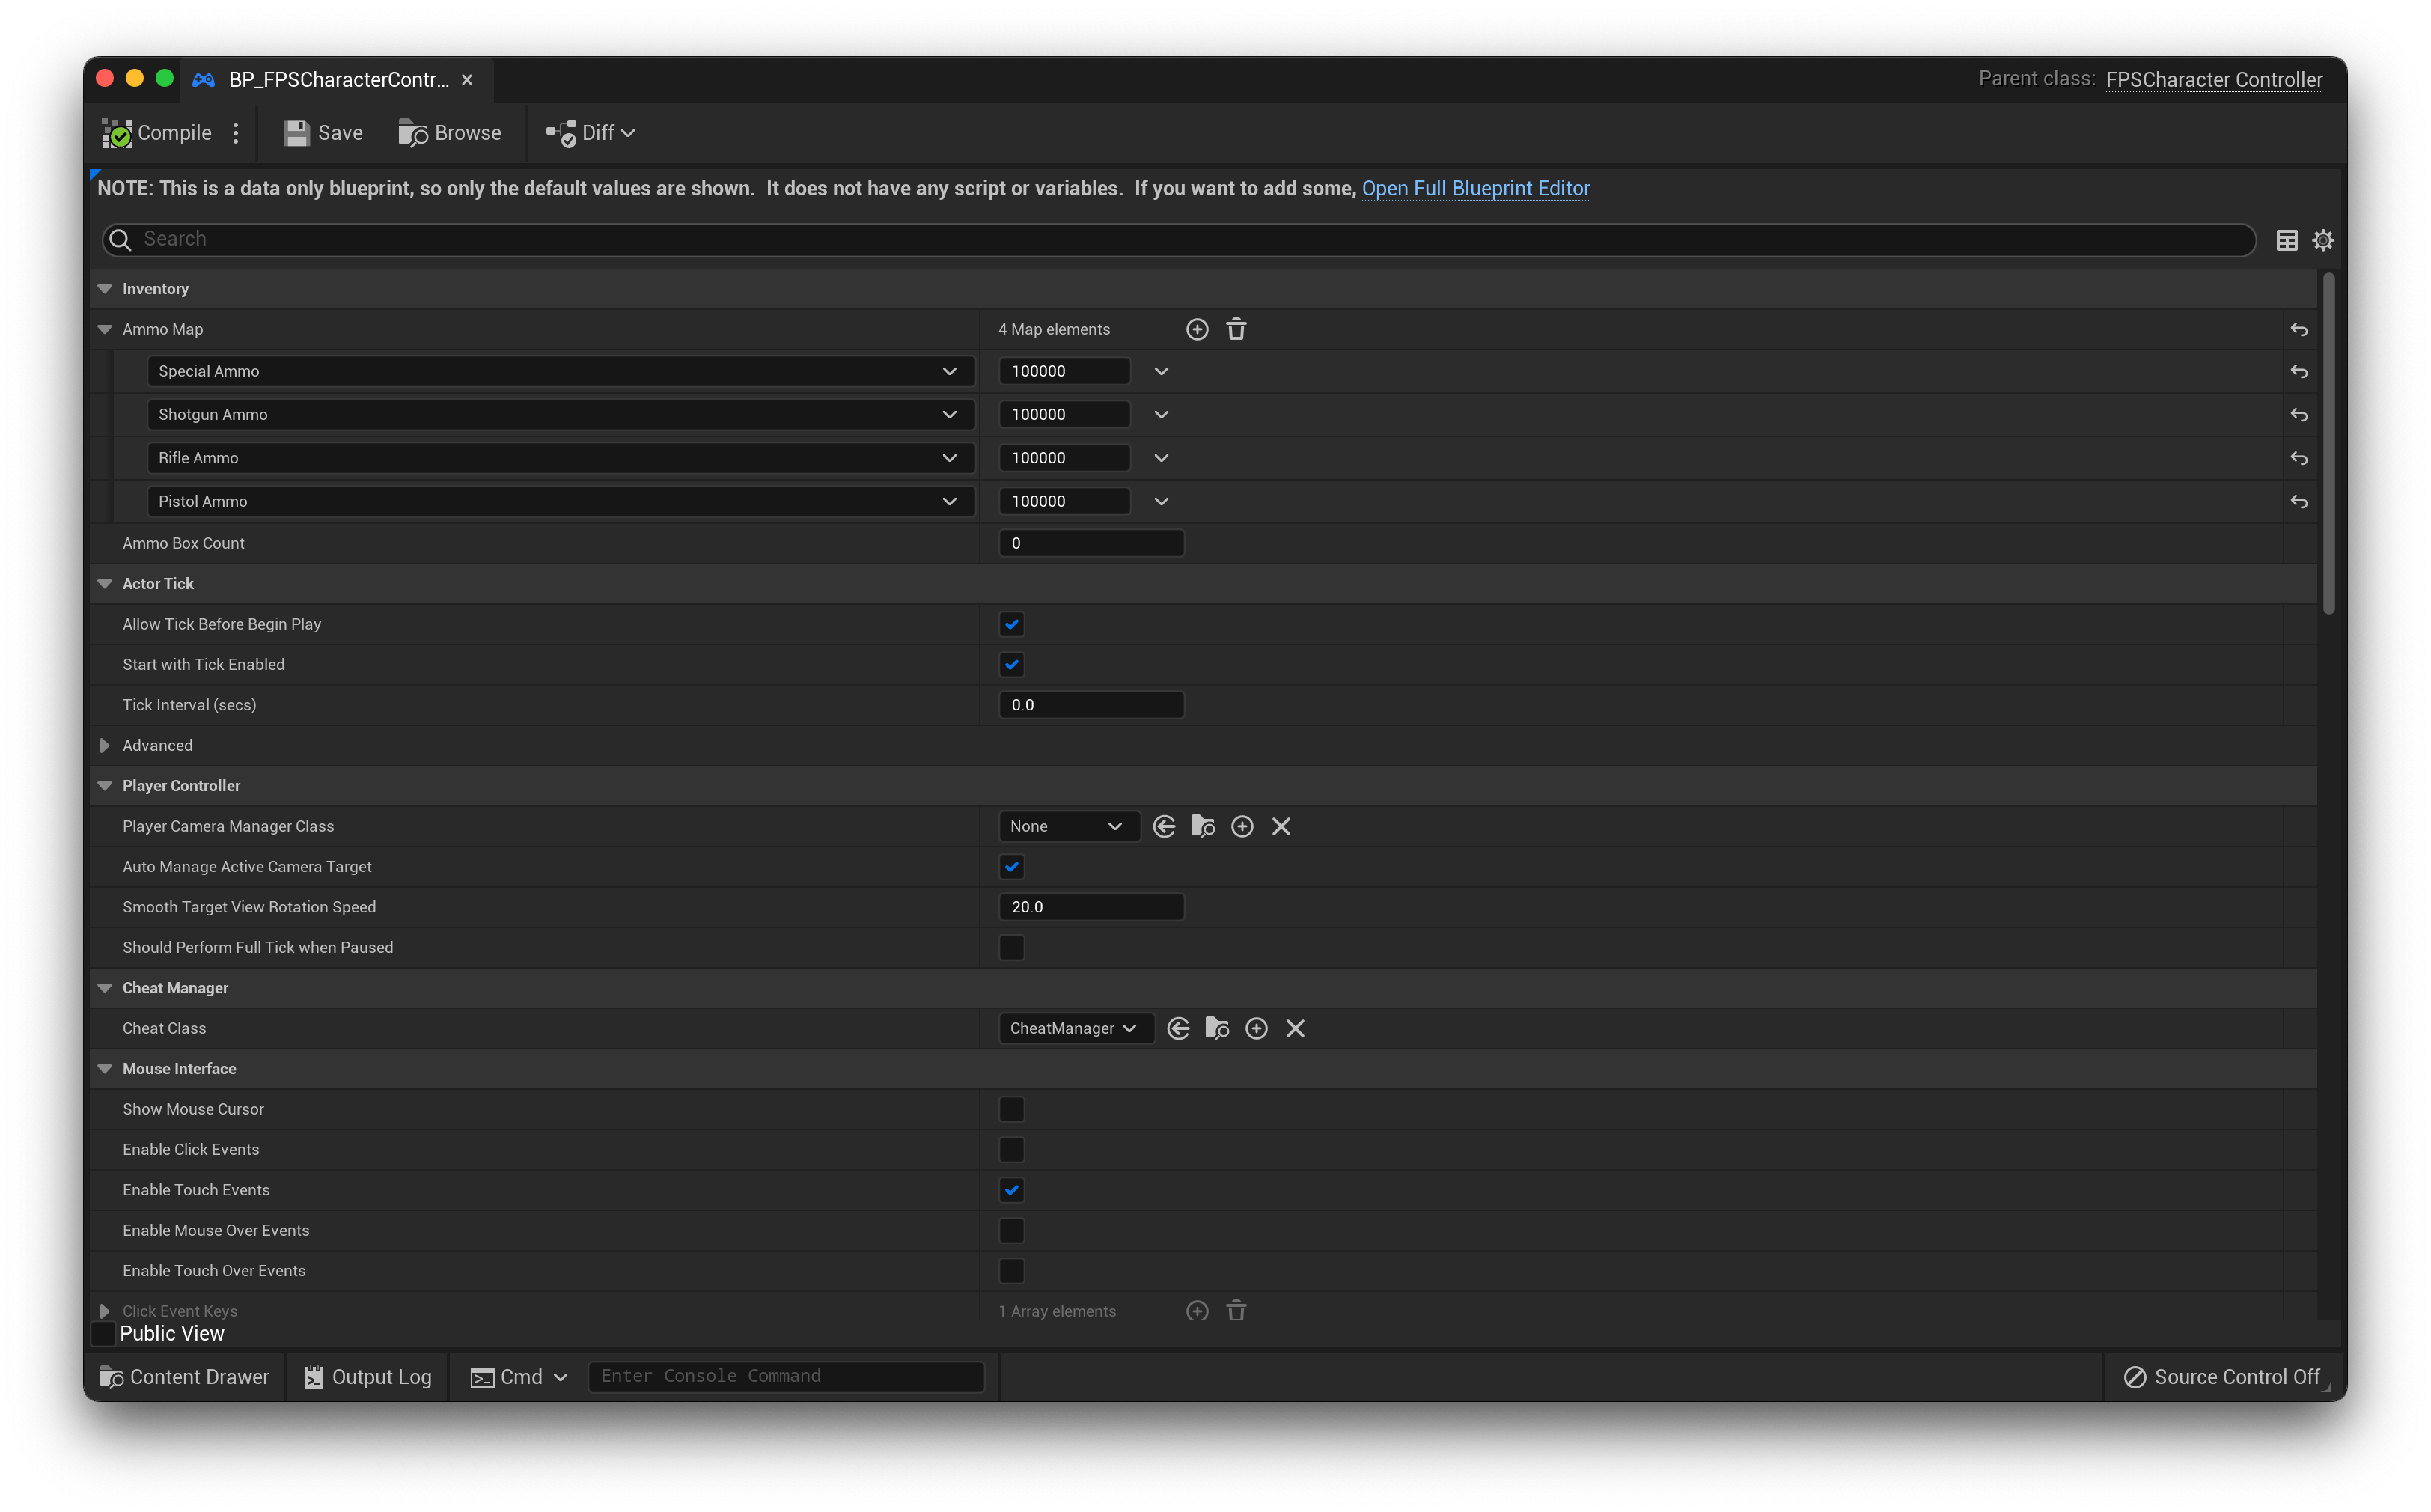 BP_FPSCharacterContr...
Parent class: FPSCharacter Controller
Compile
Save
Browse
Diff
NOTE: This is a data only blueprint, so only the default values are shown.  It does not have any script or variables.  If you want to add some, Open Full Blueprint Editor
Search
Inventory
Ammo Map 4 Map elements
Special Ammo 100000
Shotgun Ammo 100000
Rifle Ammo 100000
Pistol Ammo 100000
Ammo Box Count 0
Actor Tick
Allow Tick Before Begin Play
Start with Tick Enabled
Tick Interval (secs) 0.0
Advanced
Player Controller
Player Camera Manager Class None
Auto Manage Active Camera Target
Smooth Target View Rotation Speed 20.0
Should Perform Full Tick when Paused
Cheat Manager
Cheat Class CheatManager
Mouse Interface
Show Mouse Cursor
Enable Click Events
Enable Touch Events
Enable Mouse Over Events
Enable Touch Over Events
Click Event Keys 1 Array elements
Public View
Content Drawer
Output Log
Cmd
Enter Console Command
Source Control Off